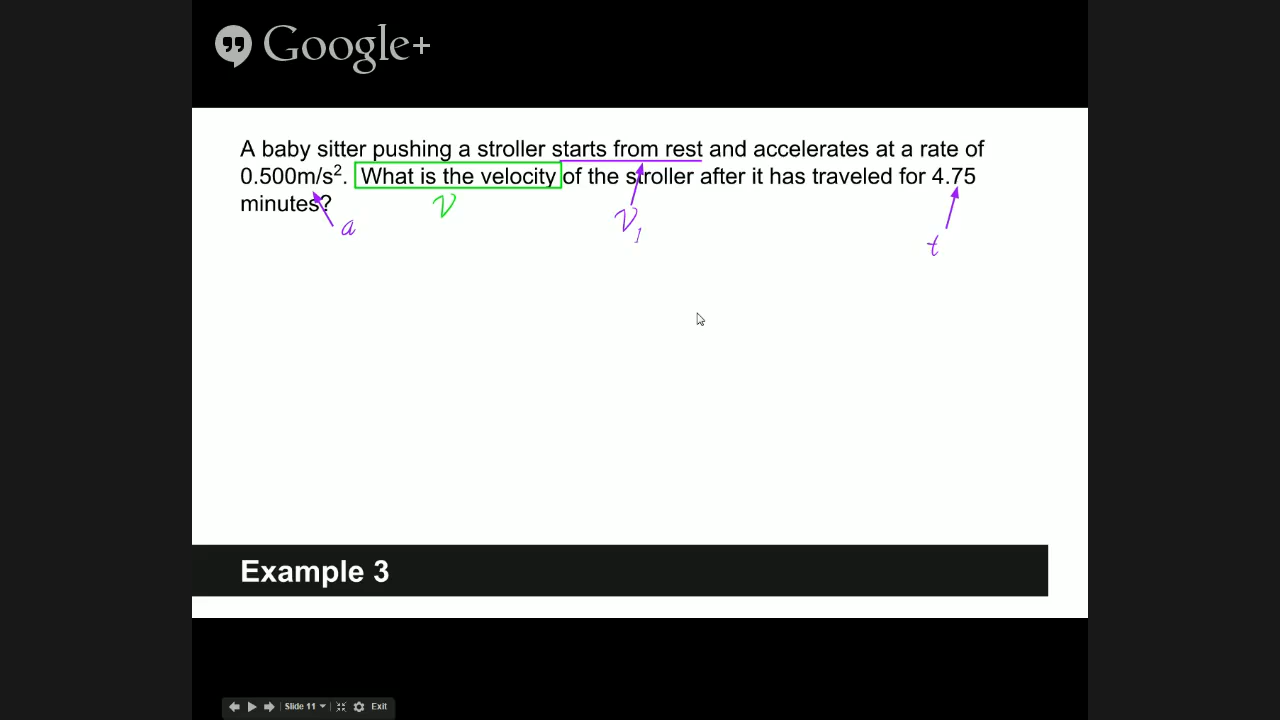 Google+
A baby sitter pushing a stroller starts from rest and accelerates at a rate of
0.500m/s². What is the velocity of the stroller after it has traveled for 4.75
minutes?
a
v
v₁
t
Example 3
Slide 11
Exit